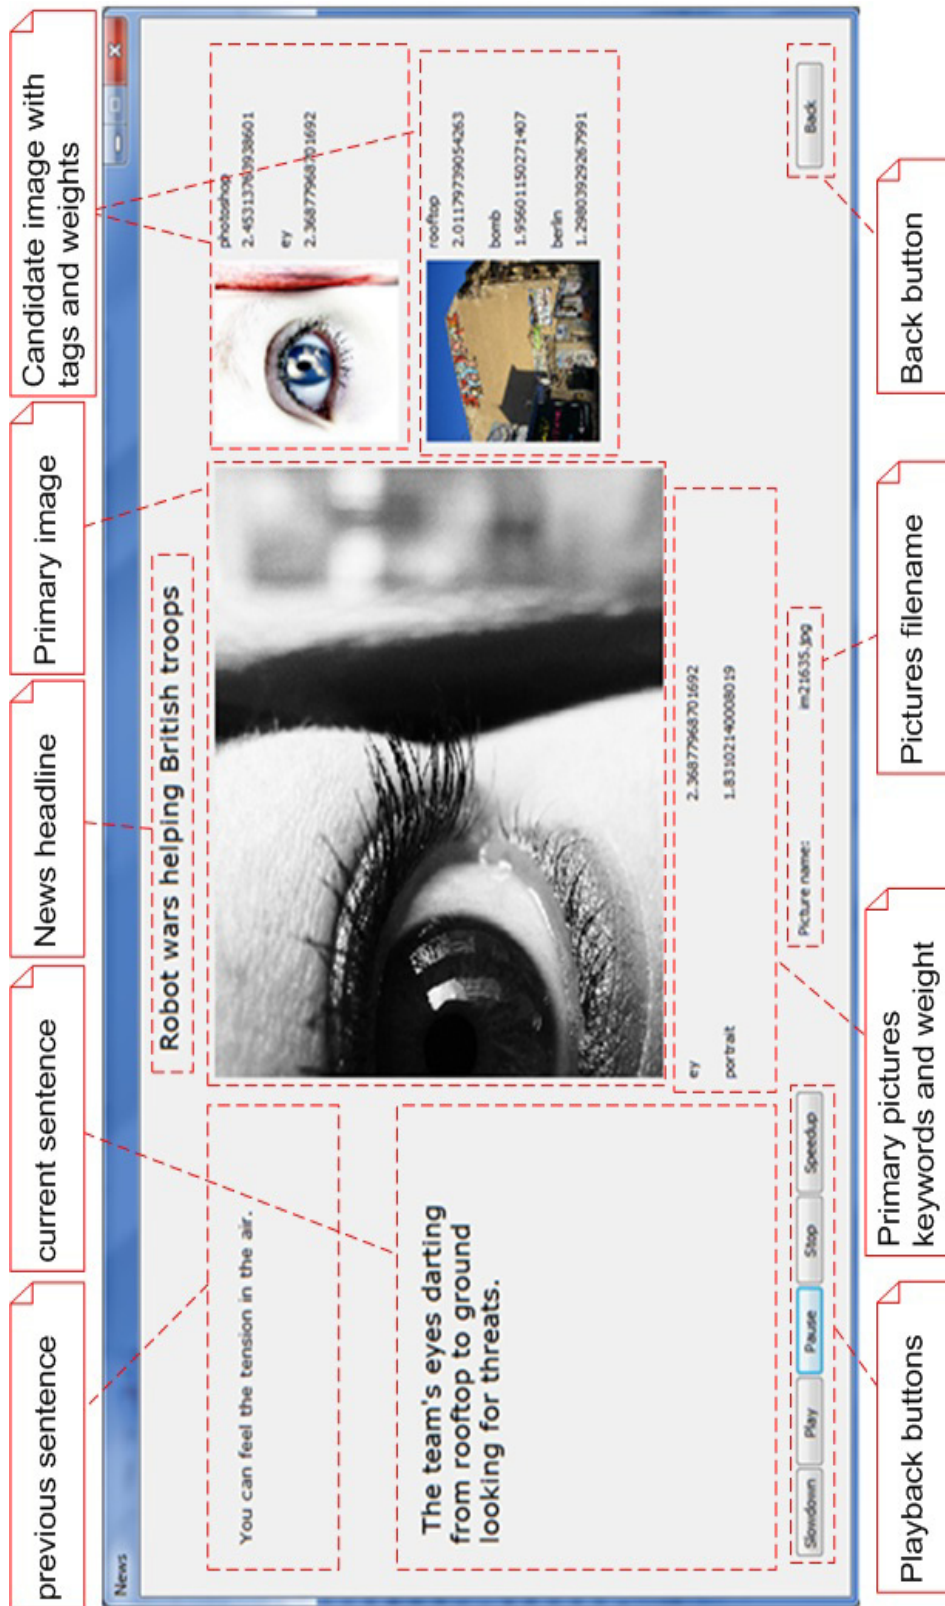 previous sentence
current sentence
News headline
Primary image
Candidate image with
tags and weights
News
Robot wars helping British troops
You can feel the tension in the air.
The team's eyes darting
from rooftop to ground
looking for threats.
photoshop
2.45313763938601
ey
2.36877968701692
rooftop
2.01179739054263
bomb
1.95601150271407
berlin
1.29803929267991
ey 2.36877968701692
portrait 1.83102140008019
Picture name: im21635.jpg
Slowdown Play Pause Stop Speedup
Back
Playback buttons
Primary pictures
keywords and weight
Pictures filename
Back button